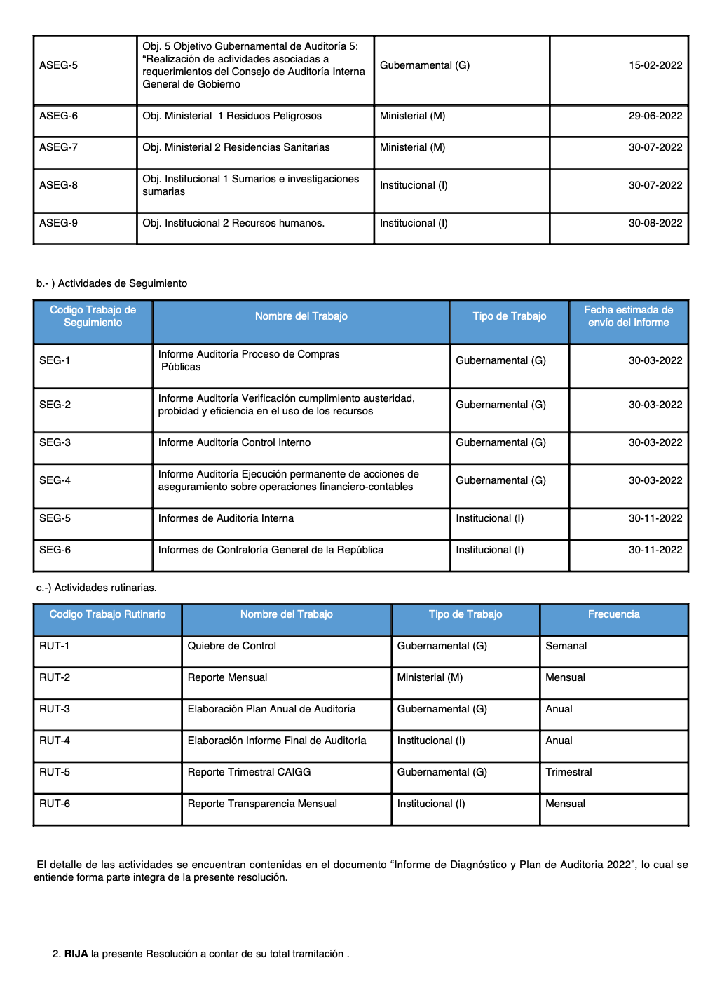 ASEG-5
Obj. 5 Objetivo Gubernamental de Auditoría 5:
“Realización de actividades asociadas a
requerimientos del Consejo de Auditoría Interna
General de Gobierno
Gubernamental (G)
15-02-2022
ASEG-6
Obj. Ministerial  1 Residuos Peligrosos
Ministerial (M)
29-06-2022
ASEG-7
Obj. Ministerial 2 Residencias Sanitarias
Ministerial (M)
30-07-2022
ASEG-8
Obj. Institucional 1 Sumarios e investigaciones
sumarias
Institucional (I)
30-07-2022
ASEG-9
Obj. Institucional 2 Recursos humanos.
Institucional (I)
30-08-2022
b.- ) Actividades de Seguimiento
Codigo Trabajo de
Seguimiento
Nombre del Trabajo
Tipo de Trabajo
Fecha estimada de
envío del Informe
SEG-1
Informe Auditoría Proceso de Compras
Públicas
Gubernamental (G)
30-03-2022
SEG-2
Informe Auditoría Verificación cumplimiento austeridad,
probidad y eficiencia en el uso de los recursos
Gubernamental (G)
30-03-2022
SEG-3
Informe Auditoría Control Interno
Gubernamental (G)
30-03-2022
SEG-4
Informe Auditoría Ejecución permanente de acciones de
aseguramiento sobre operaciones financiero-contables
Gubernamental (G)
30-03-2022
SEG-5
Informes de Auditoría Interna
Institucional (I)
30-11-2022
SEG-6
Informes de Contraloría General de la República
Institucional (I)
30-11-2022
c.-) Actividades rutinarias.
Codigo Trabajo Rutinario
Nombre del Trabajo
Tipo de Trabajo
Frecuencia
RUT-1
Quiebre de Control
Gubernamental (G)
Semanal
RUT-2
Reporte Mensual
Ministerial (M)
Mensual
RUT-3
Elaboración Plan Anual de Auditoría
Gubernamental (G)
Anual
RUT-4
Elaboración Informe Final de Auditoría
Institucional (I)
Anual
RUT-5
Reporte Trimestral CAIGG
Gubernamental (G)
Trimestral
RUT-6
Reporte Transparencia Mensual
Institucional (I)
Mensual
El detalle de las actividades se encuentran contenidas en el documento “Informe de Diagnóstico y Plan de Auditoria 2022”, lo cual se
entiende forma parte integra de la presente resolución.
2. RIJA la presente Resolución a contar de su total tramitación .